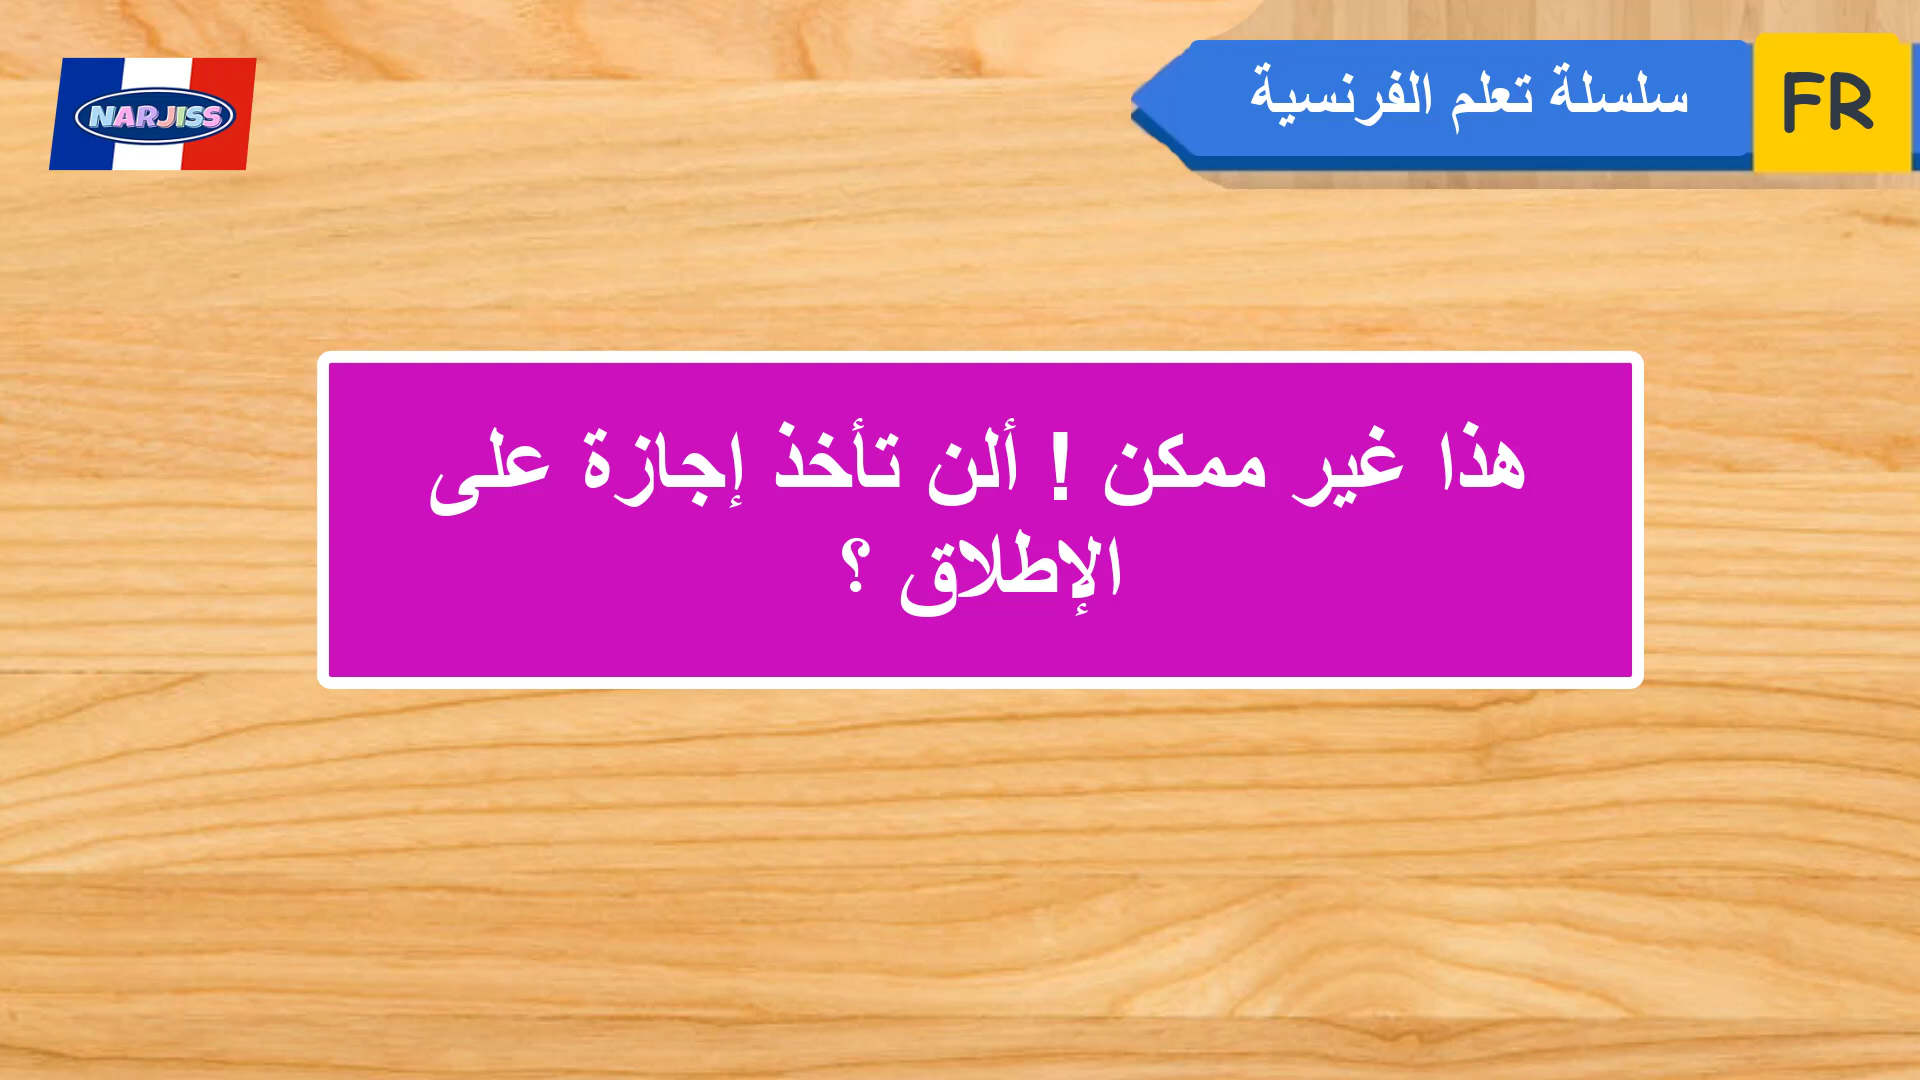 NARJISS
سلسلة تعلم الفرنسية
FR
هذا غير ممكن ! ألن تأخذ إجازة على
الإطلاق ؟